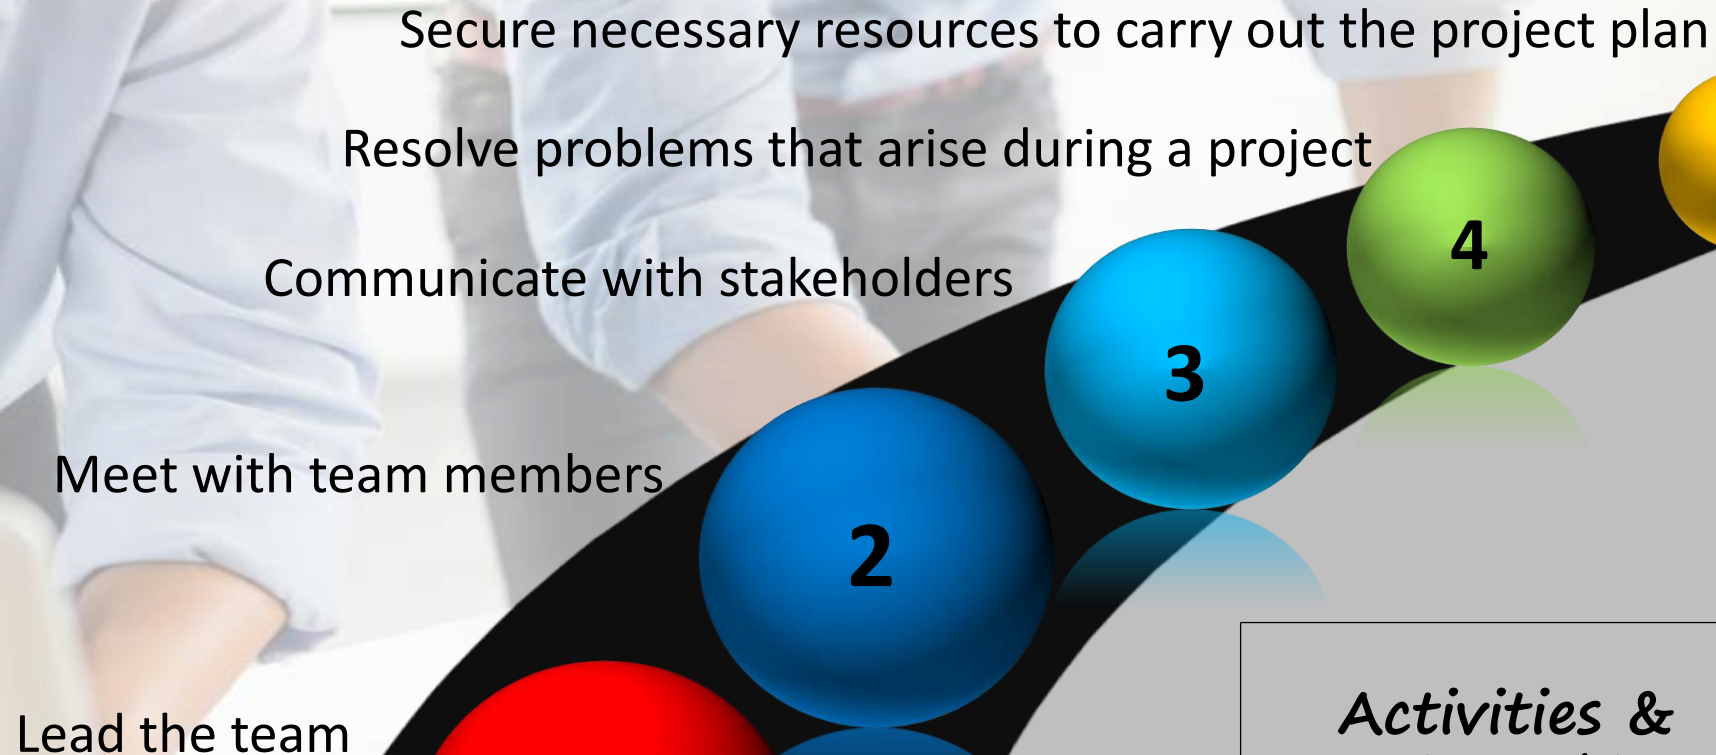 Secure necessary resources to carry out the project plan
Resolve problems that arise during a project
4
Communicate with stakeholders
3
Meet with team members
2
Activities &
Lead the team